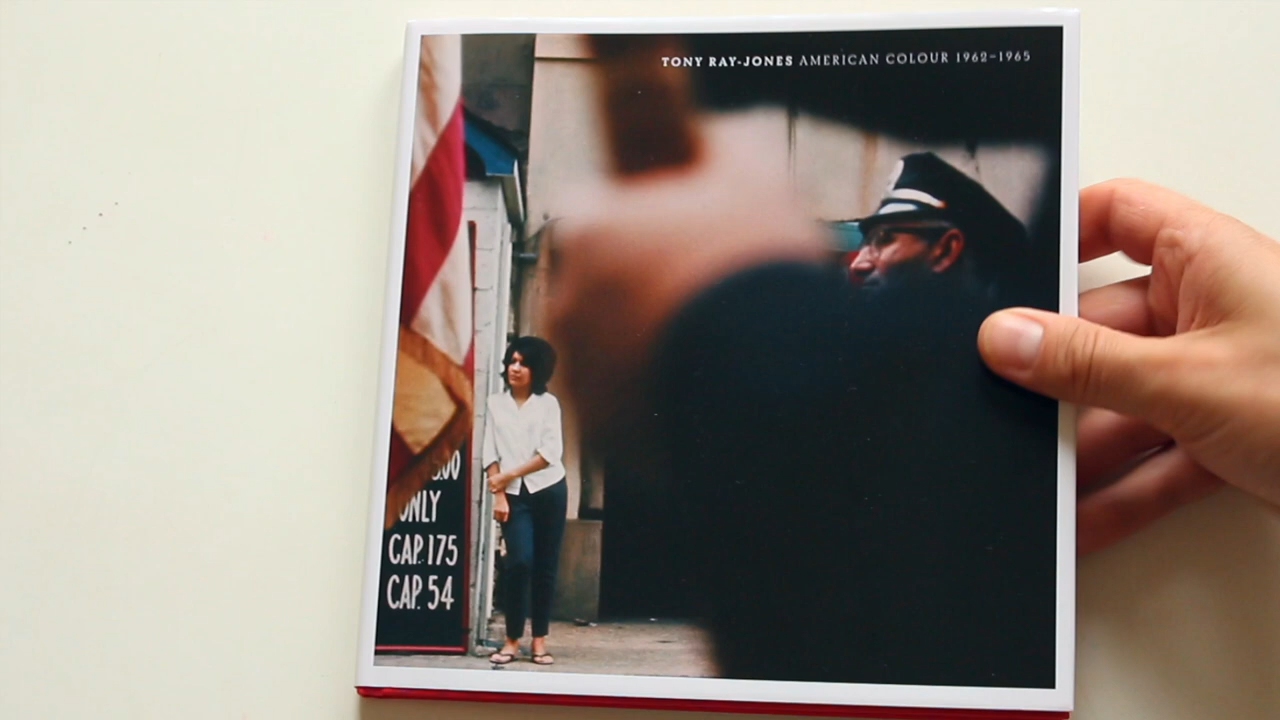 TONY RAY-JONES AMERICAN COLOUR 1962–1965
ONLY
CAP. 175
CAP. 54